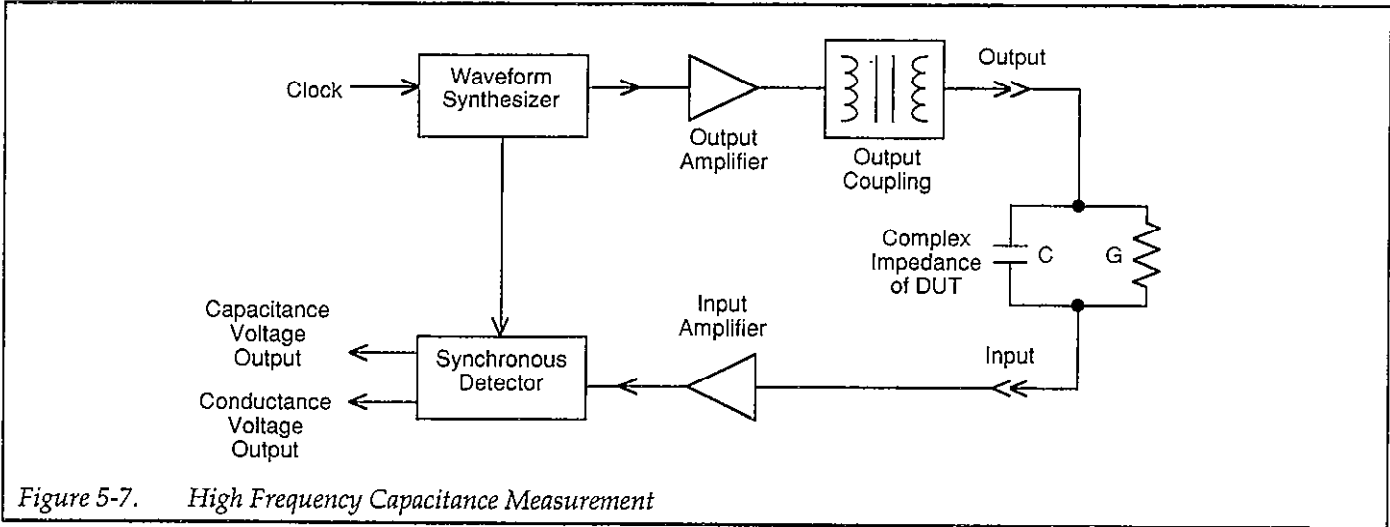 Clock
Waveform
Synthesizer
Output
Amplifier
Output
Coupling
Output
Complex
Impedance
of DUT
C
G
Capacitance
Voltage
Output
Conductance
Voltage
Output
Synchronous
Detector
Input
Amplifier
Input
Figure 5-7. High Frequency Capacitance Measurement